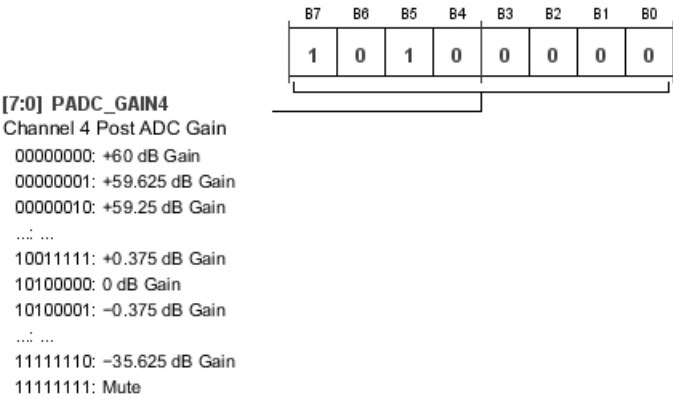 B7 B6 B5 B4 B3 B2 B1 B0
1 0 1 0 0 0 0 0
[7:0] PADC_GAIN4
Channel 4 Post ADC Gain
00000000: +60 dB Gain
00000001: +59.625 dB Gain
00000010: +59.25 dB Gain
...: ...
10011111: +0.375 dB Gain
10100000: 0 dB Gain
10100001: −0.375 dB Gain
...: ...
11111110: −35.625 dB Gain
11111111: Mute